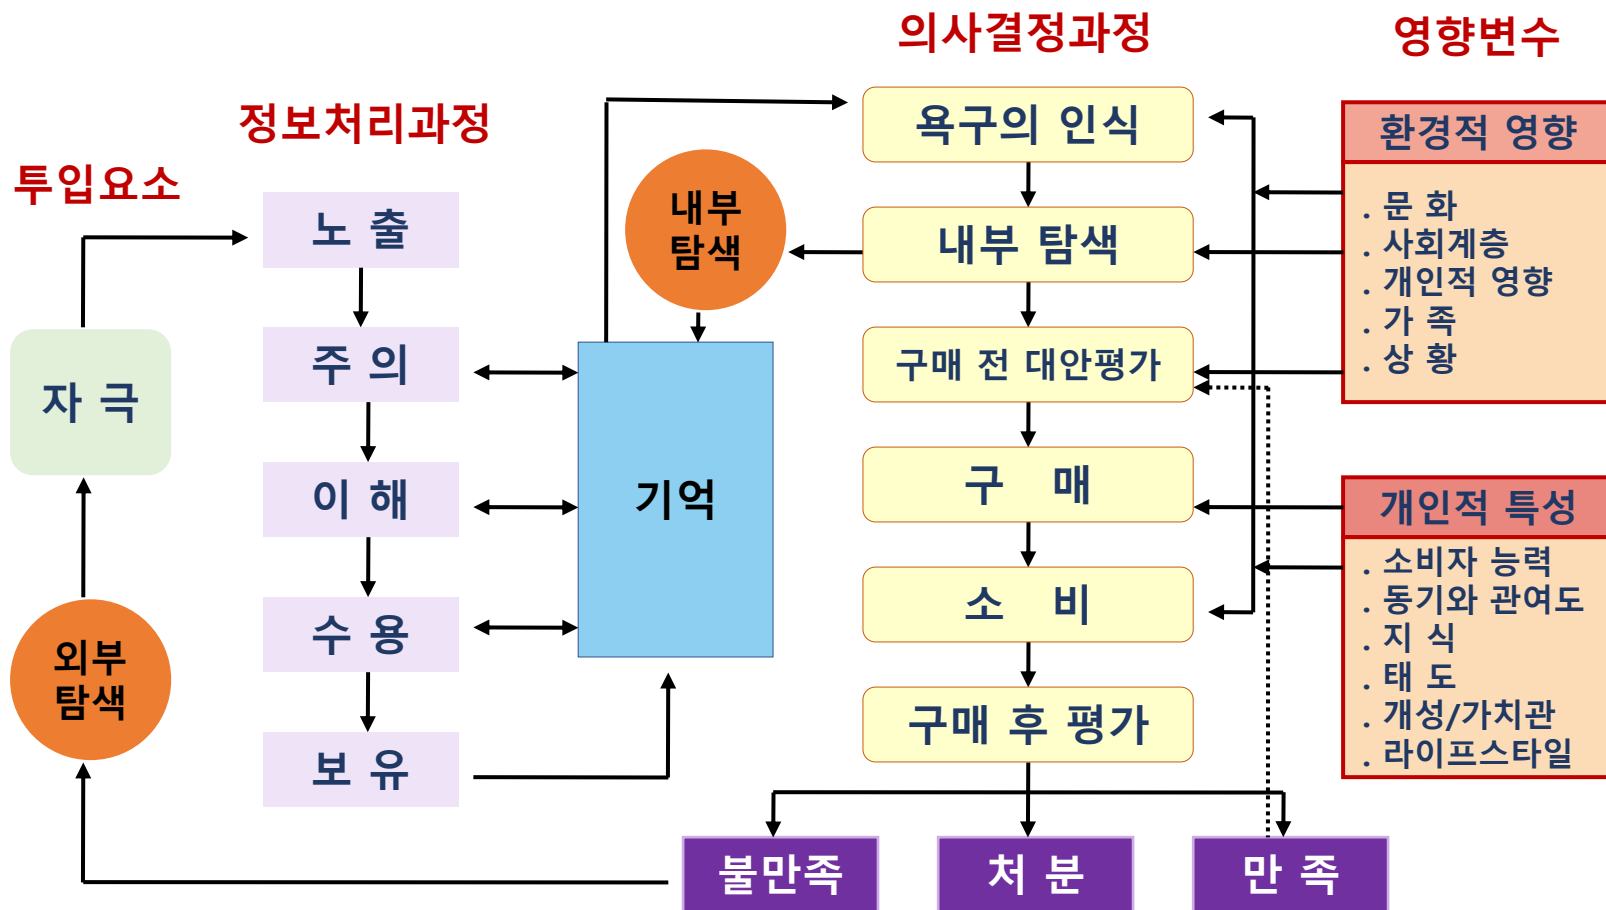 투입요소
자 극
외부
탐색
정보처리과정
노 출
주 의
이 해
수 용
보 유
내부
탐색
기억
의사결정과정
욕구의 인식
내부 탐색
구매 전 대안평가
구 매
소 비
구매 후 평가
불만족
처 분
만 족
영향변수
환경적 영향
. 문 화
. 사회계층
. 개인적 영향
. 가 족
. 상 황
개인적 특성
. 소비자 능력
. 동기와 관여도
. 지 식
. 태 도
. 개성/가치관
. 라이프스타일